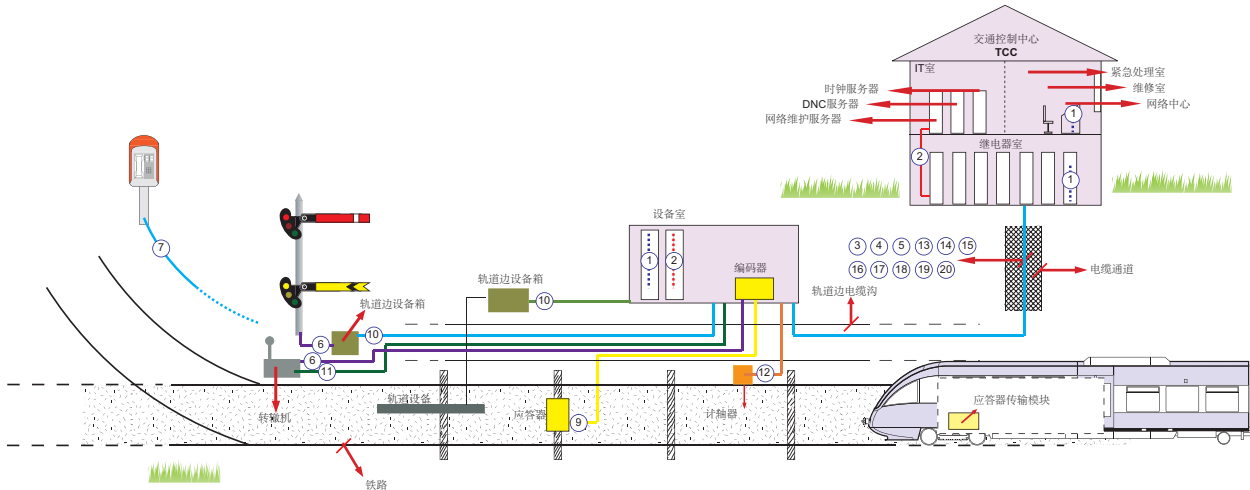 交通控制中心
TCC
IT室
紧急处理室
时钟服务器
维修室
DNC服务器
网络中心
网络维护服务器
1
继电器室
2
1
设备室
7
3 4 5 13 14 15
16 17 18 19 20
电缆通道
1 2
编码器
轨道边设备箱
10
轨道边电缆沟
轨道边设备箱
10
6
6
11
12
转辙机
轨道设备
应答器
9
计轴器
应答器传输模块
铁路